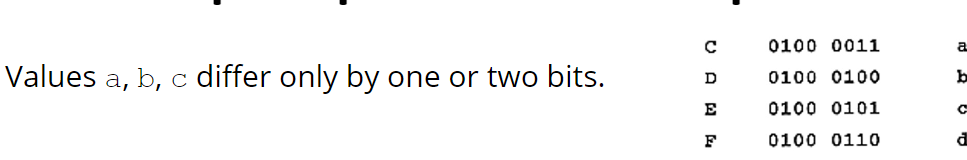 Values a, b, c differ only by one or two bits.
C 0100 0011 a
D 0100 0100 b
E 0100 0101 c
F 0100 0110 d